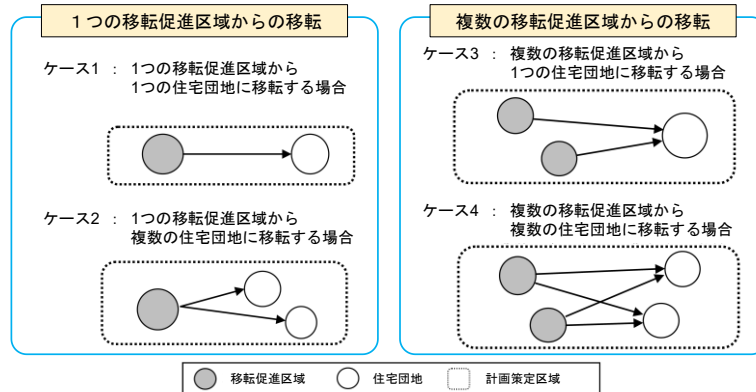 １つの移転促進区域からの移転
ケース1 ： 1つの移転促進区域から
1つの住宅団地に移転する場合
ケース2 ： 1つの移転促進区域から
複数の住宅団地に移転する場合
複数の移転促進区域からの移転
ケース3 ： 複数の移転促進区域から
1つの住宅団地に移転する場合
ケース4 ： 複数の移転促進区域から
複数の住宅団地に移転する場合
移転促進区域 住宅団地 計画策定区域